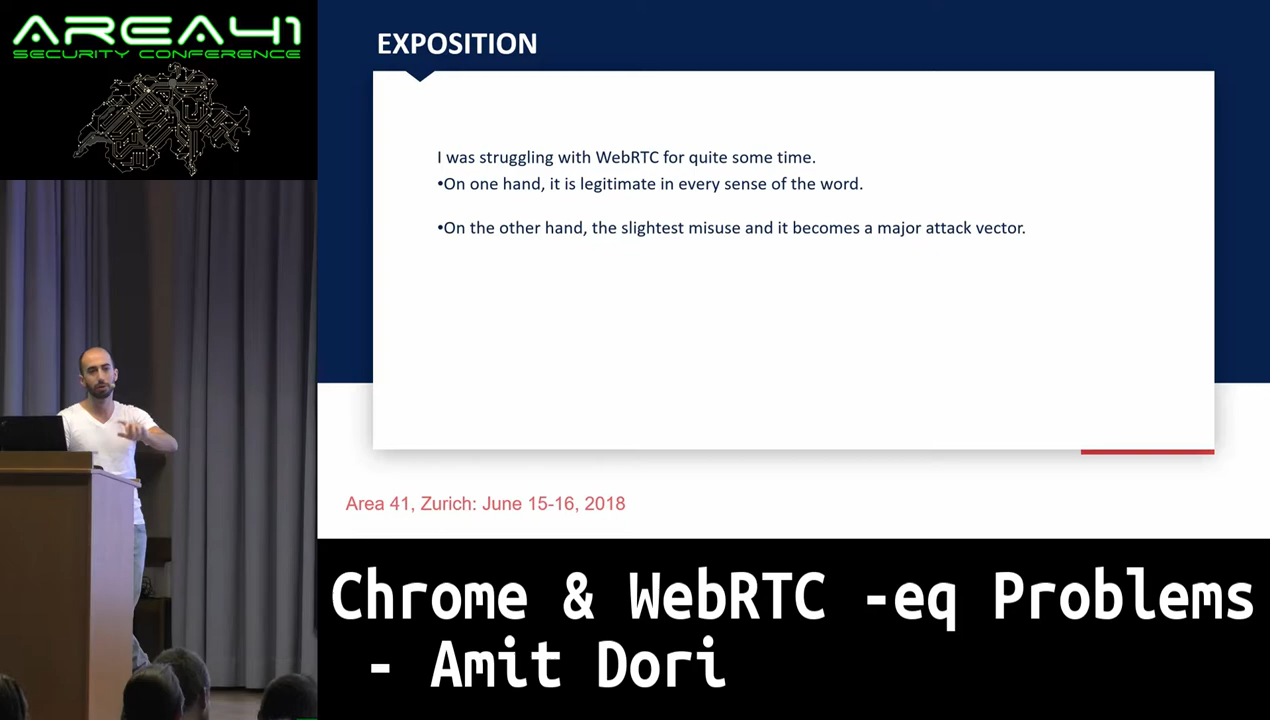 AREA41
SECURITY CONFERENCE
EXPOSITION
I was struggling with WebRTC for quite some time.
•On one hand, it is legitimate in every sense of the word.
•On the other hand, the slightest misuse and it becomes a major attack vector.
Area 41, Zurich: June 15-16, 2018
Chrome & WebRTC -eq Problems
- Amit Dori